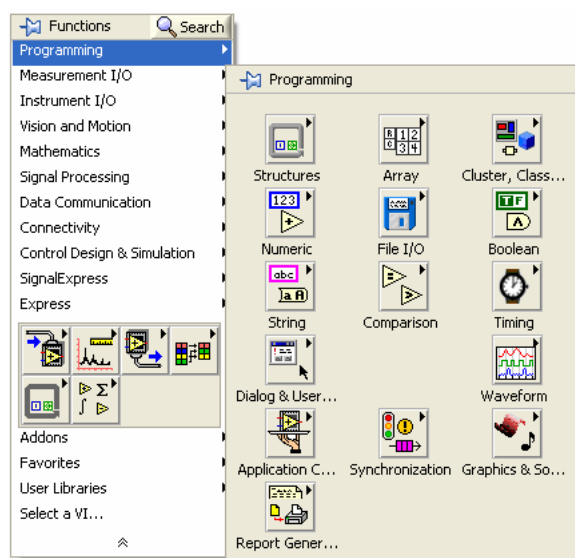 Functions Search
Programming
Measurement I/O
Instrument I/O
Vision and Motion
Mathematics
Signal Processing
Data Communication
Connectivity
Control Design & Simulation
SignalExpress
Express
Addons
Favorites
User Libraries
Select a VI...
Programming
Structures Array Cluster, Class...
123
Numeric File I/O Boolean
abc
String Comparison Timing
Dialog & User... Waveform
Application C... Synchronization Graphics & So...
Report Gener...